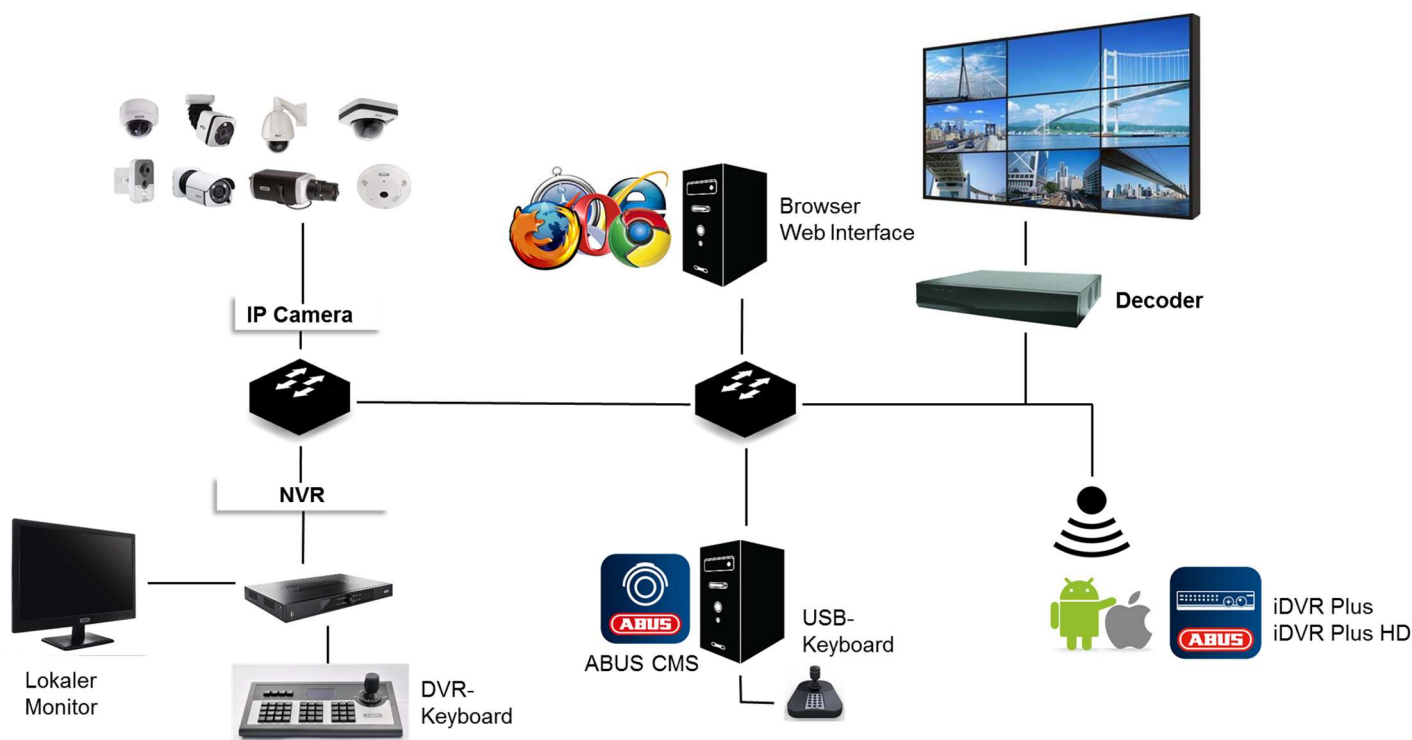 Browser
Web Interface
Decoder
IP Camera
NVR
Lokaler
Monitor
DVR-
Keyboard
ABUS
ABUS CMS
USB-
Keyboard
ABUS
iDVR Plus
iDVR Plus HD